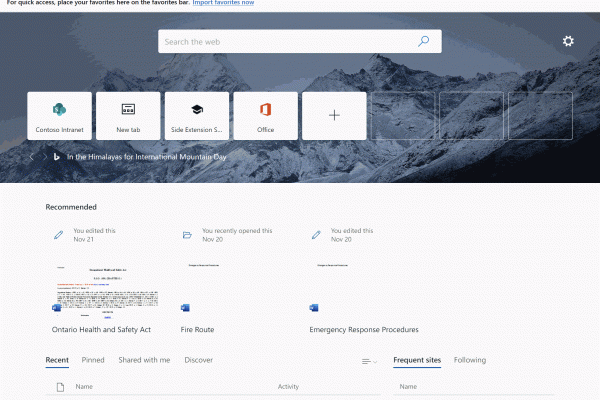 For quick access, place your favorites here on the favorites bar. Import favorites now
Search the web
Contoso Intranet
New tab
Side Extension S...
Office
In the Himalayas for International Mountain Day
Recommended
You edited this
Nov 21
You recently opened this
Nov 20
You edited this
Nov 20
Ontario Health and Safety Act
Fire Route
Emergency Response Procedures
Recent Pinned Shared with me Discover
Frequent sites Following
Name Activity
Name